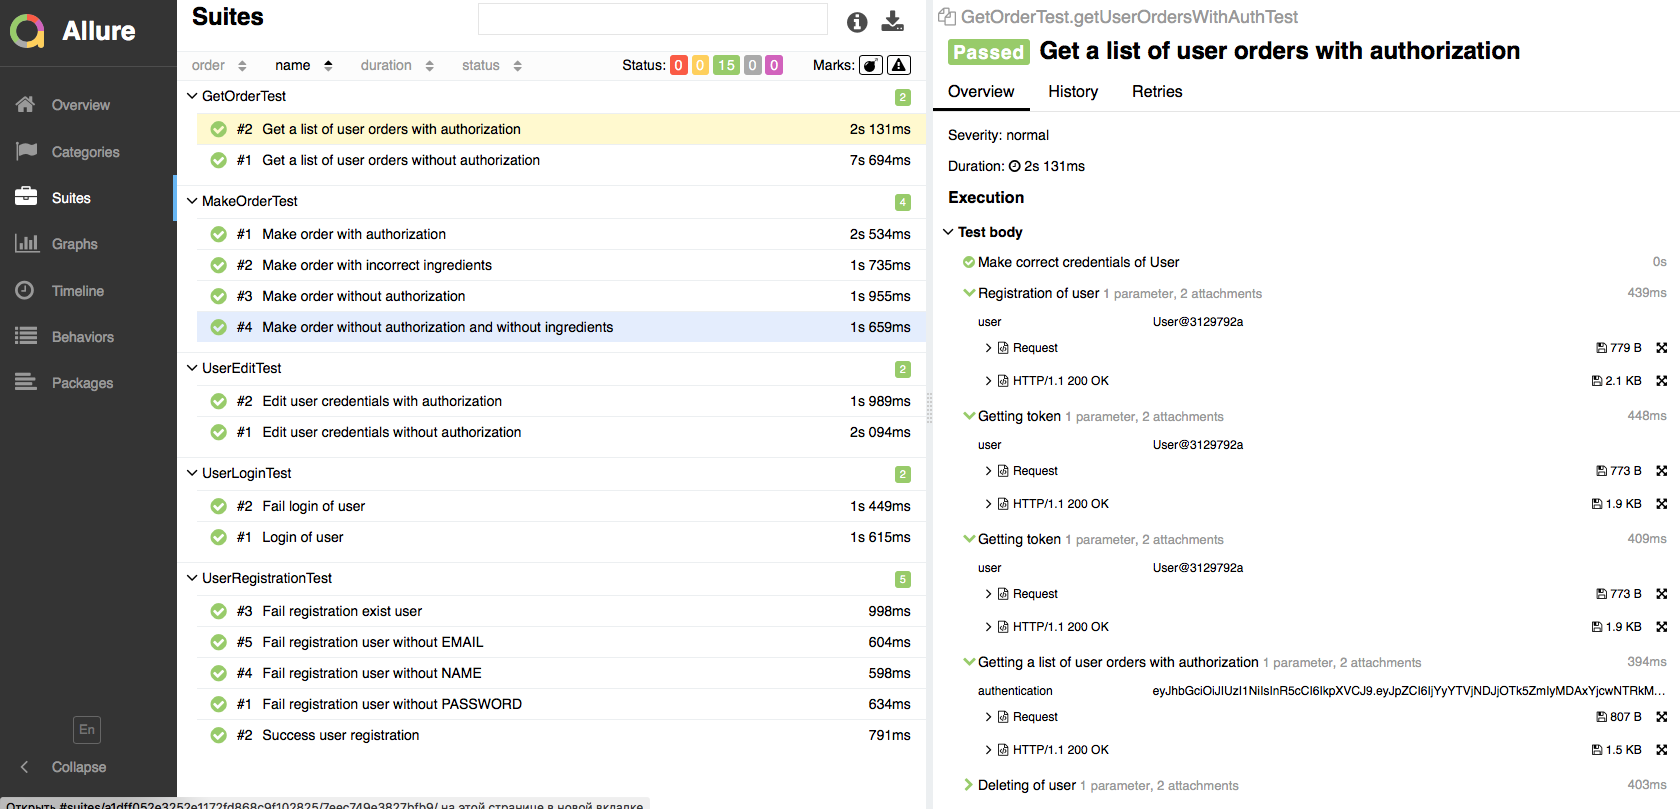 Allure
Overview
Categories
Suites
Graphs
Timeline
Behaviors
Packages
En
Collapse
Suites
order name duration status Status: 0 0 15 0 0 Marks:
GetOrderTest 2
#2 Get a list of user orders with authorization 2s 131ms
#1 Get a list of user orders without authorization 7s 694ms
MakeOrderTest 4
#1 Make order with authorization 2s 534ms
#2 Make order with incorrect ingredients 1s 735ms
#3 Make order without authorization 1s 955ms
#4 Make order without authorization and without ingredients 1s 659ms
UserEditTest 2
#2 Edit user credentials with authorization 1s 989ms
#1 Edit user credentials without authorization 2s 094ms
UserLoginTest 2
#2 Fail login of user 1s 449ms
#1 Login of user 1s 615ms
UserRegistrationTest 5
#3 Fail registration exist user 998ms
#5 Fail registration user without EMAIL 604ms
#4 Fail registration user without NAME 598ms
#1 Fail registration user without PASSWORD 634ms
#2 Success user registration 791ms
GetOrderTest.getUserOrdersWithAuthTest
Passed Get a list of user orders with authorization
Overview History Retries
Severity: normal
Duration: 2s 131ms
Execution
Test body
Make correct credentials of User 0s
Registration of user 1 parameter, 2 attachments 439ms
user User@3129792a
Request 779 B
HTTP/1.1 200 OK 2.1 KB
Getting token 1 parameter, 2 attachments 448ms
user User@3129792a
Request 773 B
HTTP/1.1 200 OK 1.9 KB
Getting token 1 parameter, 2 attachments 409ms
user User@3129792a
Request 773 B
HTTP/1.1 200 OK 1.9 KB
Getting a list of user orders with authorization 1 parameter, 2 attachments 394ms
authentication
Request 807 B
HTTP/1.1 200 OK 1.5 KB
Deleting of user 1 parameter, 2 attachments 403ms
Открыть на этой странице в новой вкладке